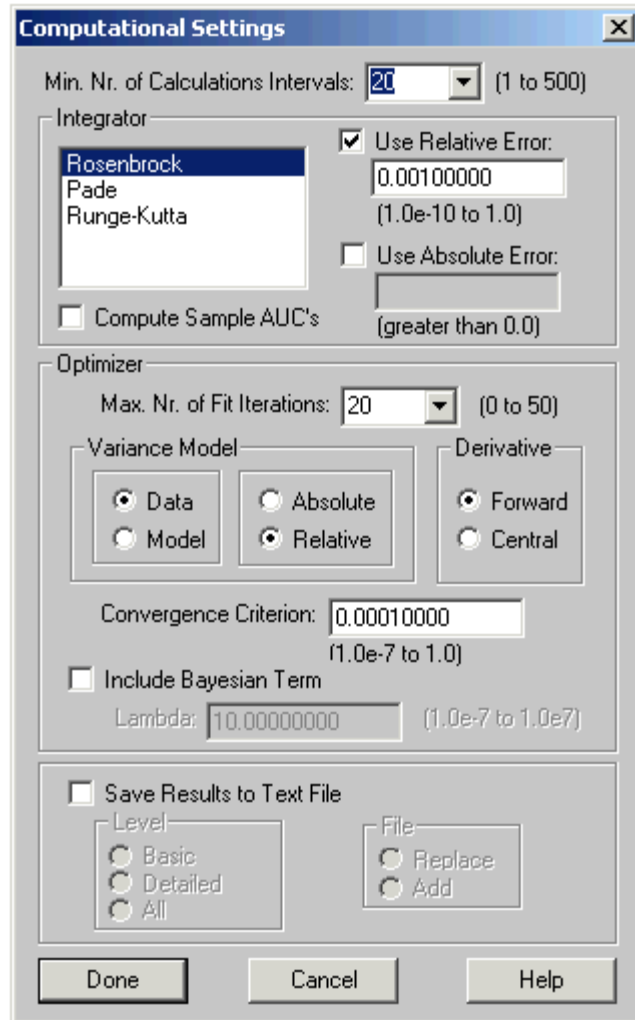 Computational Settings
Min. Nr. of Calculations Intervals: 20 (1 to 500)
Integrator
Rosenbrock
Pade
Runge-Kutta
Use Relative Error:
0.00100000
(1.0e-10 to 1.0)
Use Absolute Error:
(greater than 0.0)
Compute Sample AUC's
Optimizer
Max. Nr. of Fit Iterations: 20 (0 to 50)
Variance Model
Data
Model
Absolute
Relative
Derivative
Forward
Central
Convergence Criterion: 0.00010000
(1.0e-7 to 1.0)
Include Bayesian Term
Lambda: 10.00000000 (1.0e-7 to 1.0e7)
Save Results to Text File
Level
Basic
Detailed
All
File
Replace
Add
Done Cancel Help